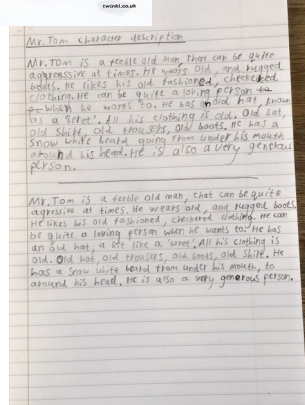 twinkl.co.uk
Mr. Tom character description
Mr. Tom is a feeble old man, that can be quite
aggressive at times. He wears old, and rugged
boots. He likes his old fashioned, checkered
clothing. He can be quite a loving person
when he wants to. He has an old hat, known
as a 'beret'. All his clothing is old. Old hat,
old shirt, old trousers, old boots. He has a
snow white beard going from under his mouth
around his head. He is also a very generous
person.
Mr. Tom is a feeble old man, that can be quite
agressive at times. He wears old, and rugged boots.
He likes his old fashioned, checkered clothing. He can
be quite a loving person when he wants to. He has
an old hat, a bit like a 'beret'. All his clothing is
old. Old hat, old trousers, old boots, old shirt. He
has a snow white beard from under his mouth, to
around his head. He is also a very generous person.